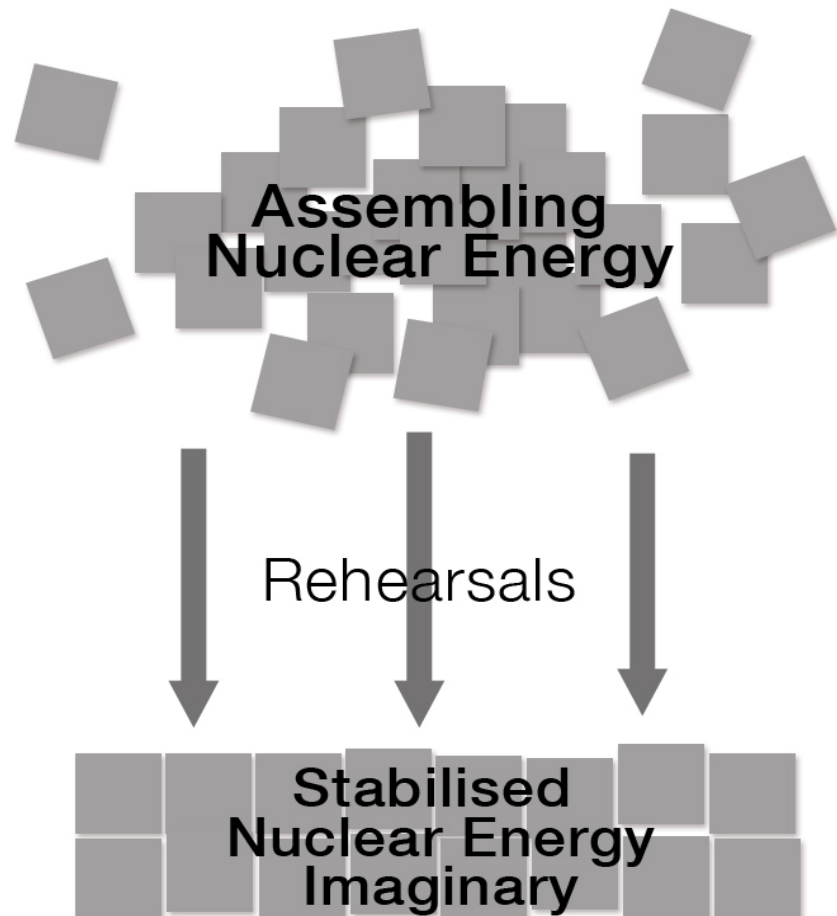 Assembling
Nuclear Energy
Rehearsals
Stabilised
Nuclear Energy
Imaginary